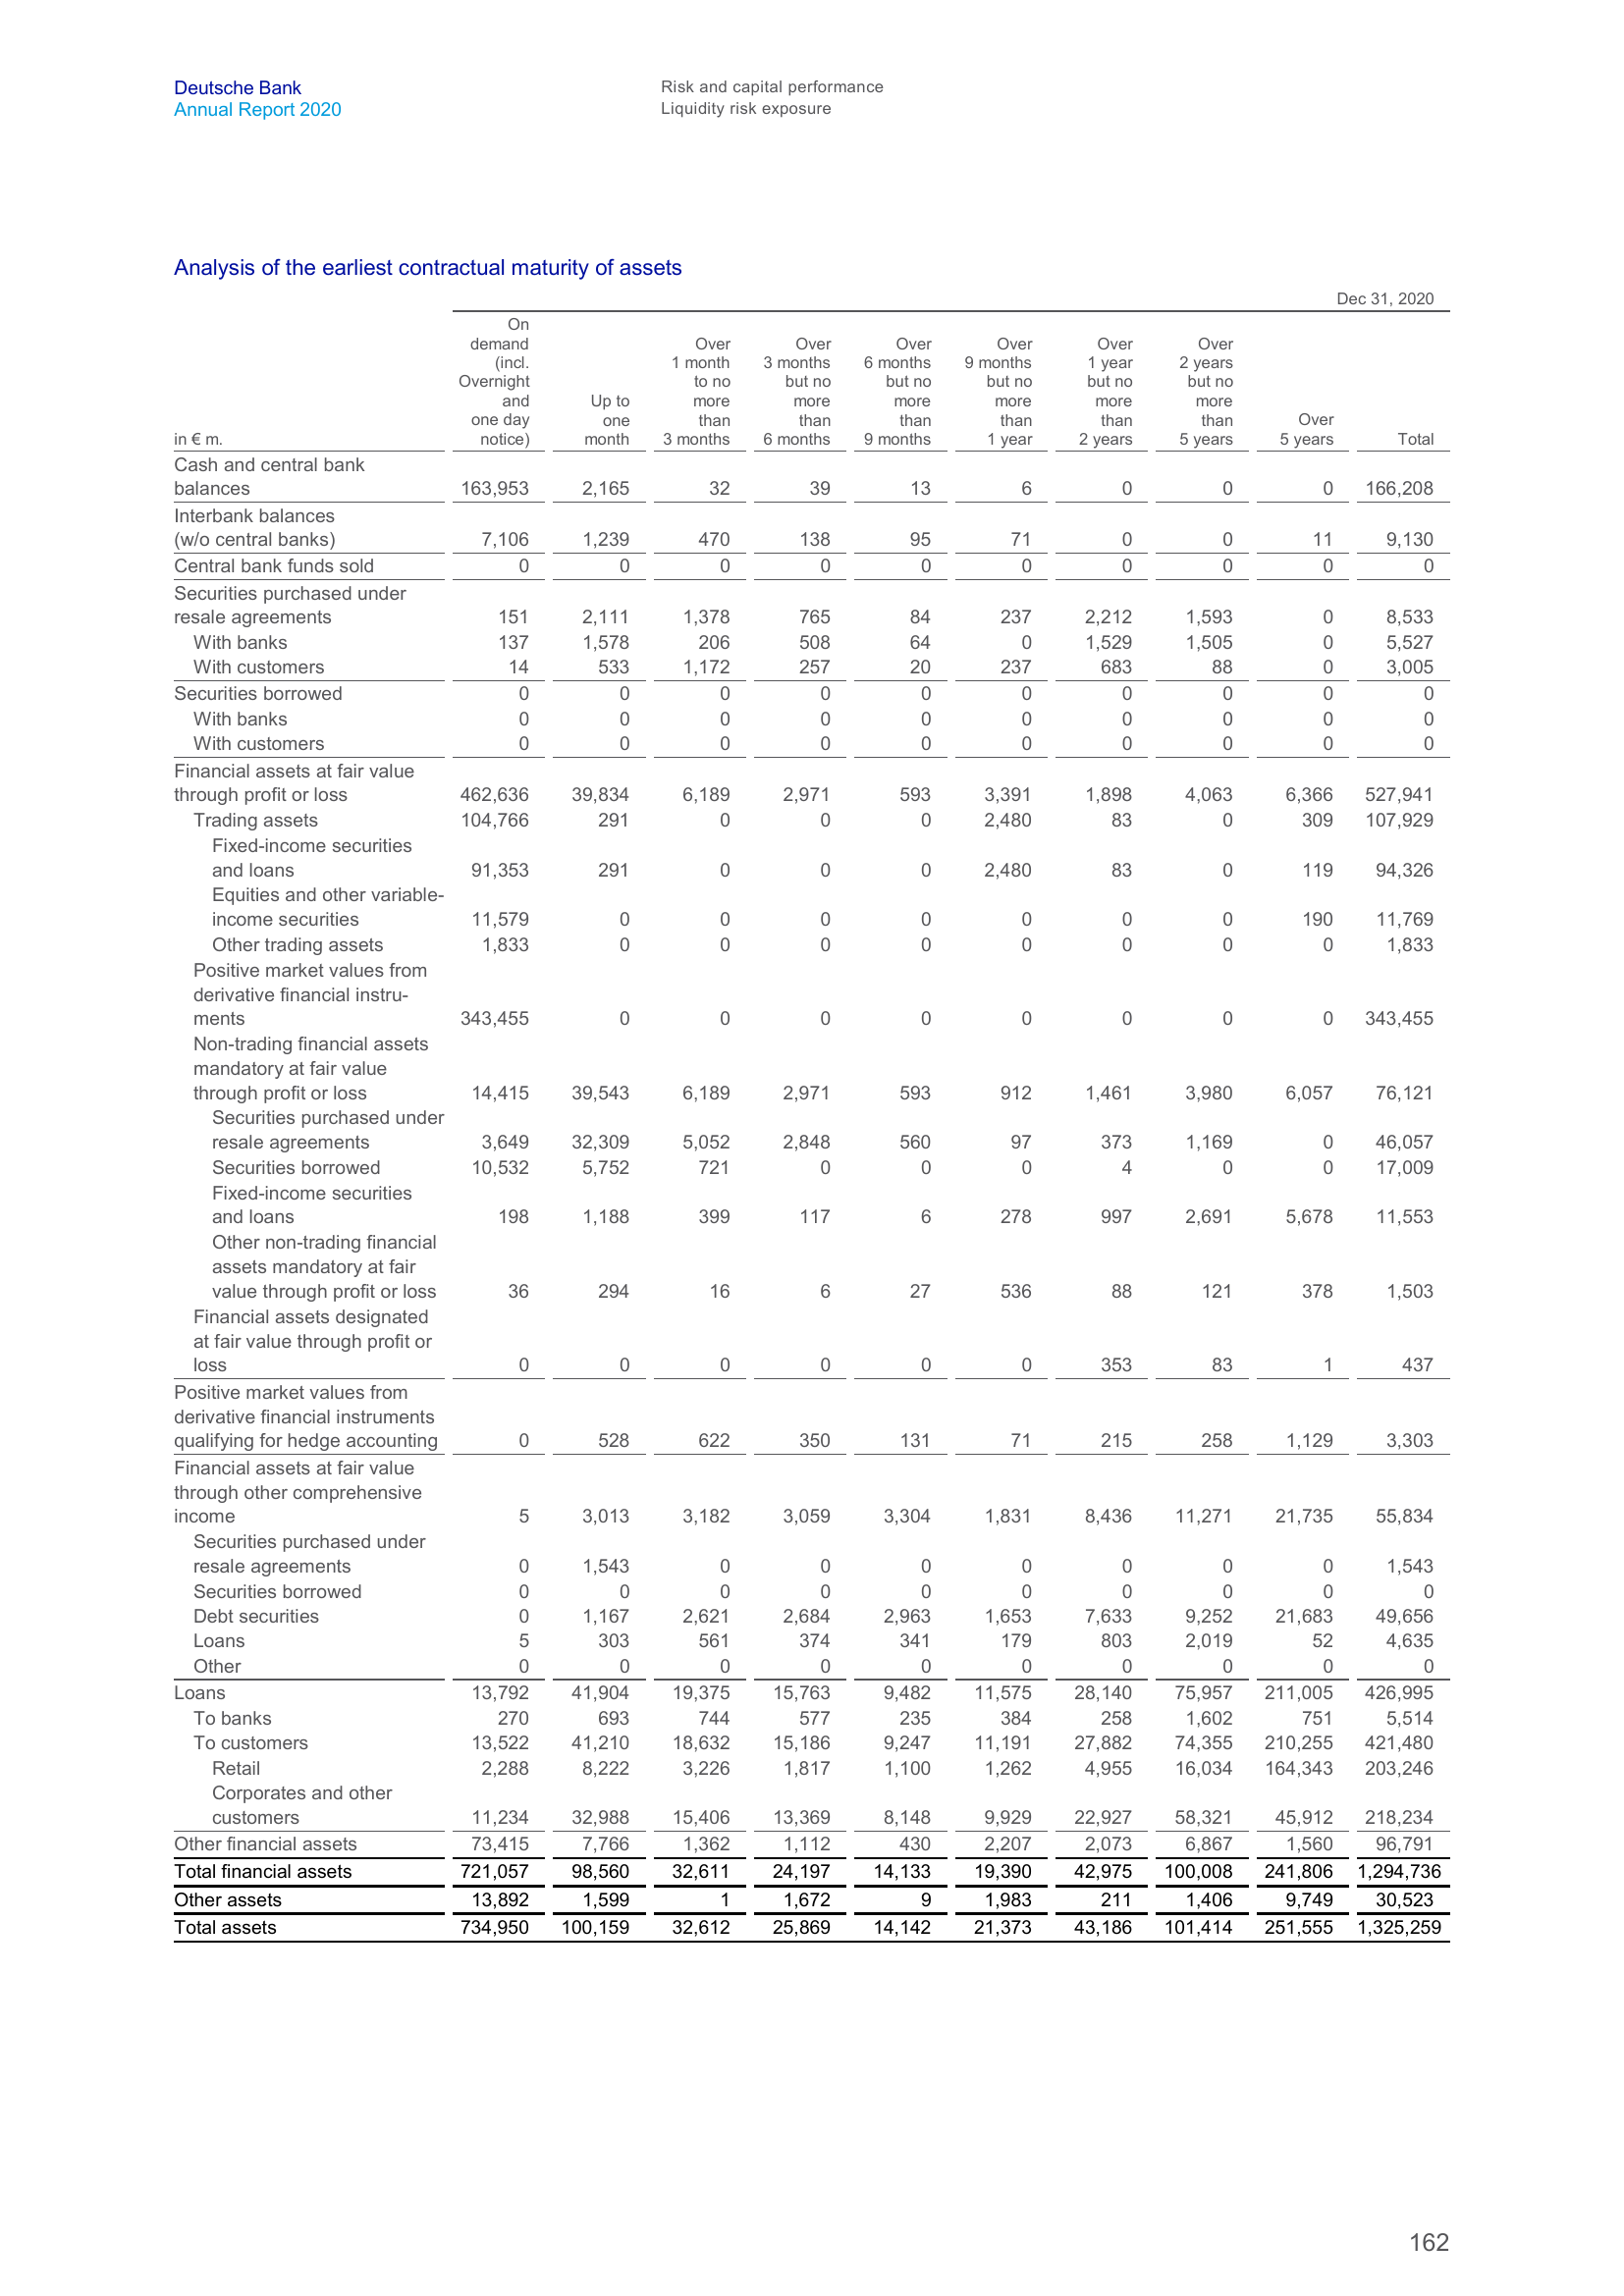 Deutsche Bank
Annual Report 2020
Risk and capital performance
Liquidity risk exposure
Analysis of the earliest contractual maturity of assets
Dec 31, 2020
in € m. On demand (incl. Overnight and one day notice) Up to one month Over 1 month to no more than 3 months Over 3 months but no more than 6 months Over 6 months but no more than 9 months Over 9 months but no more than 1 year Over 1 year but no more than 2 years Over 2 years but no more than 5 years Over 5 years Total
Cash and central bank
balances 163,953 2,165 32 39 13 6 0 0 0 166,208
Interbank balances
(w/o central banks) 7,106 1,239 470 138 95 71 0 0 11 9,130
Central bank funds sold 0 0 0 0 0 0 0 0 0 0
Securities purchased under
resale agreements 151 2,111 1,378 765 84 237 2,212 1,593 0 8,533
With banks 137 1,578 206 508 64 0 1,529 1,505 0 5,527
With customers 14 533 1,172 257 20 237 683 88 0 3,005
Securities borrowed 0 0 0 0 0 0 0 0 0 0
With banks 0 0 0 0 0 0 0 0 0 0
With customers 0 0 0 0 0 0 0 0 0 0
Financial assets at fair value
through profit or loss 462,636 39,834 6,189 2,971 593 3,391 1,898 4,063 6,366 527,941
Trading assets 104,766 291 0 0 0 2,480 83 0 309 107,929
Fixed-income securities
and loans 91,353 291 0 0 0 2,480 83 0 119 94,326
Equities and other variable-
income securities 11,579 0 0 0 0 0 0 0 190 11,769
Other trading assets 1,833 0 0 0 0 0 0 0 0 1,833
Positive market values from
derivative financial instru-
ments 343,455 0 0 0 0 0 0 0 0 343,455
Non-trading financial assets
mandatory at fair value
through profit or loss 14,415 39,543 6,189 2,971 593 912 1,461 3,980 6,057 76,121
Securities purchased under
resale agreements 3,649 32,309 5,052 2,848 560 97 373 1,169 0 46,057
Securities borrowed 10,532 5,752 721 0 0 0 4 0 0 17,009
Fixed-income securities
and loans 198 1,188 399 117 6 278 997 2,691 5,678 11,553
Other non-trading financial
assets mandatory at fair
value through profit or loss 36 294 16 6 27 536 88 121 378 1,503
Financial assets designated
at fair value through profit or
loss 0 0 0 0 0 0 353 83 1 437
Positive market values from
derivative financial instruments
qualifying for hedge accounting 0 528 622 350 131 71 215 258 1,129 3,303
Financial assets at fair value
through other comprehensive
income 5 3,013 3,182 3,059 3,304 1,831 8,436 11,271 21,735 55,834
Securities purchased under
resale agreements 0 1,543 0 0 0 0 0 0 0 1,543
Securities borrowed 0 0 0 0 0 0 0 0 0 0
Debt securities 0 1,167 2,621 2,684 2,963 1,653 7,633 9,252 21,683 49,656
Loans 5 303 561 374 341 179 803 2,019 52 4,635
Other 0 0 0 0 0 0 0 0 0 0
Loans 13,792 41,904 19,375 15,763 9,482 11,575 28,140 75,957 211,005 426,995
To banks 270 693 744 577 235 384 258 1,602 751 5,514
To customers 13,522 41,210 18,632 15,186 9,247 11,191 27,882 74,355 210,255 421,480
Retail 2,288 8,222 3,226 1,817 1,100 1,262 4,955 16,034 164,343 203,246
Corporates and other
customers 11,234 32,988 15,406 13,369 8,148 9,929 22,927 58,321 45,912 218,234
Other financial assets 73,415 7,766 1,362 1,112 430 2,207 2,073 6,867 1,560 96,791
Total financial assets 721,057 98,560 32,611 24,197 14,133 19,390 42,975 100,008 241,806 1,294,736
Other assets 13,892 1,599 1 1,672 9 1,983 211 1,406 9,749 30,523
Total assets 734,950 100,159 32,612 25,869 14,142 21,373 43,186 101,414 251,555 1,325,259
162